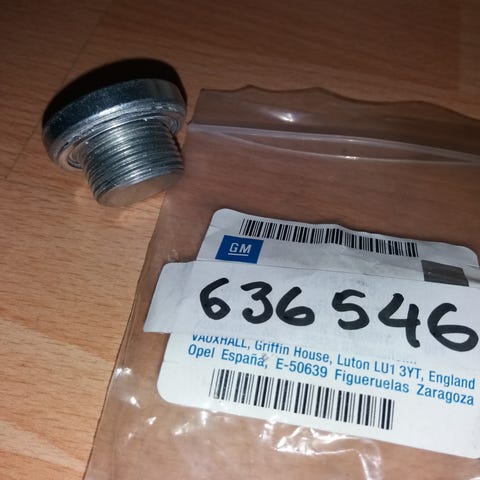 GM
636546
VAUXHALL, Griffin House, Luton LU1 3YT, England
Opel España, E-50639 Figueruelas Zaragoza